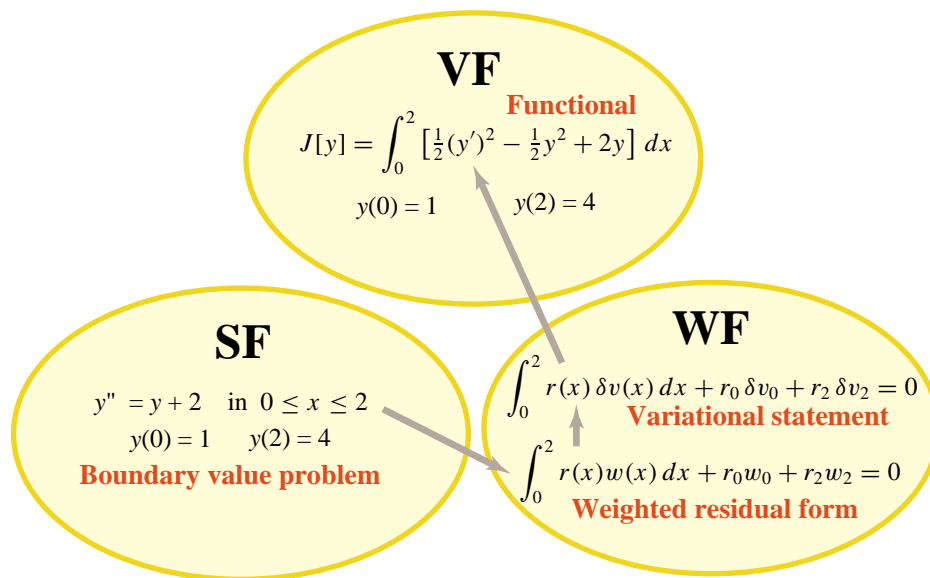 VF
Functional
J[y] = ∫₀² [½(y′)² − ½y² + 2y] dx
y(0) = 1 y(2) = 4
SF
y" = y + 2 in 0 ≤ x ≤ 2
y(0) = 1 y(2) = 4
Boundary value problem
WF
∫₀² r(x) δv(x) dx + r₀ δv₀ + r₂ δv₂ = 0
Variational statement
∫₀² r(x)w(x) dx + r₀w₀ + r₂w₂ = 0
Weighted residual form